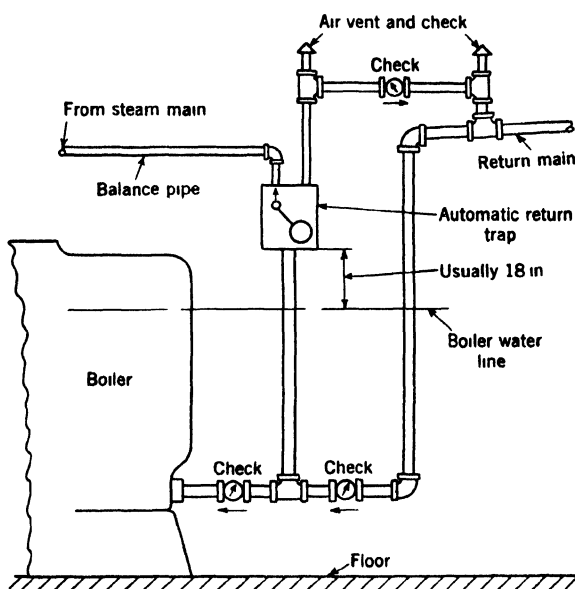 Air vent and check
Check
From steam main
Balance pipe
Return main
Automatic return
trap
Usually 18 in
Boiler water
line
Boiler
Check
Check
Floor